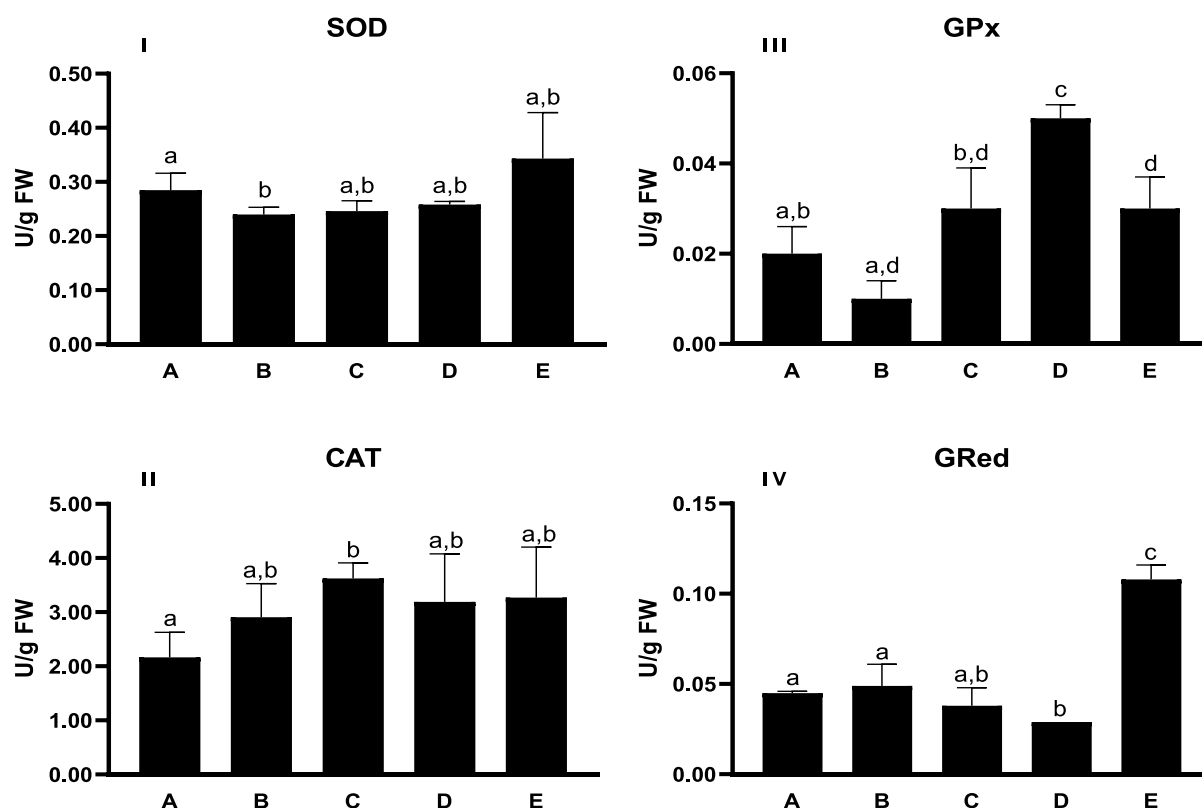 I
SOD
U/g FW
0.50
0.40
0.30
0.20
0.10
0.00
a
b
a,b
a,b
a,b
A B C D E
III
GPx
U/g FW
0.06
0.04
0.02
0.00
a,b
a,d
b,d
c
d
A B C D E
II
CAT
U/g FW
5.00
4.00
3.00
2.00
1.00
0.00
a
a,b
b
a,b
a,b
A B C D E
IV
GRed
U/g FW
0.15
0.10
0.05
0.00
a
a
a,b
b
c
A B C D E